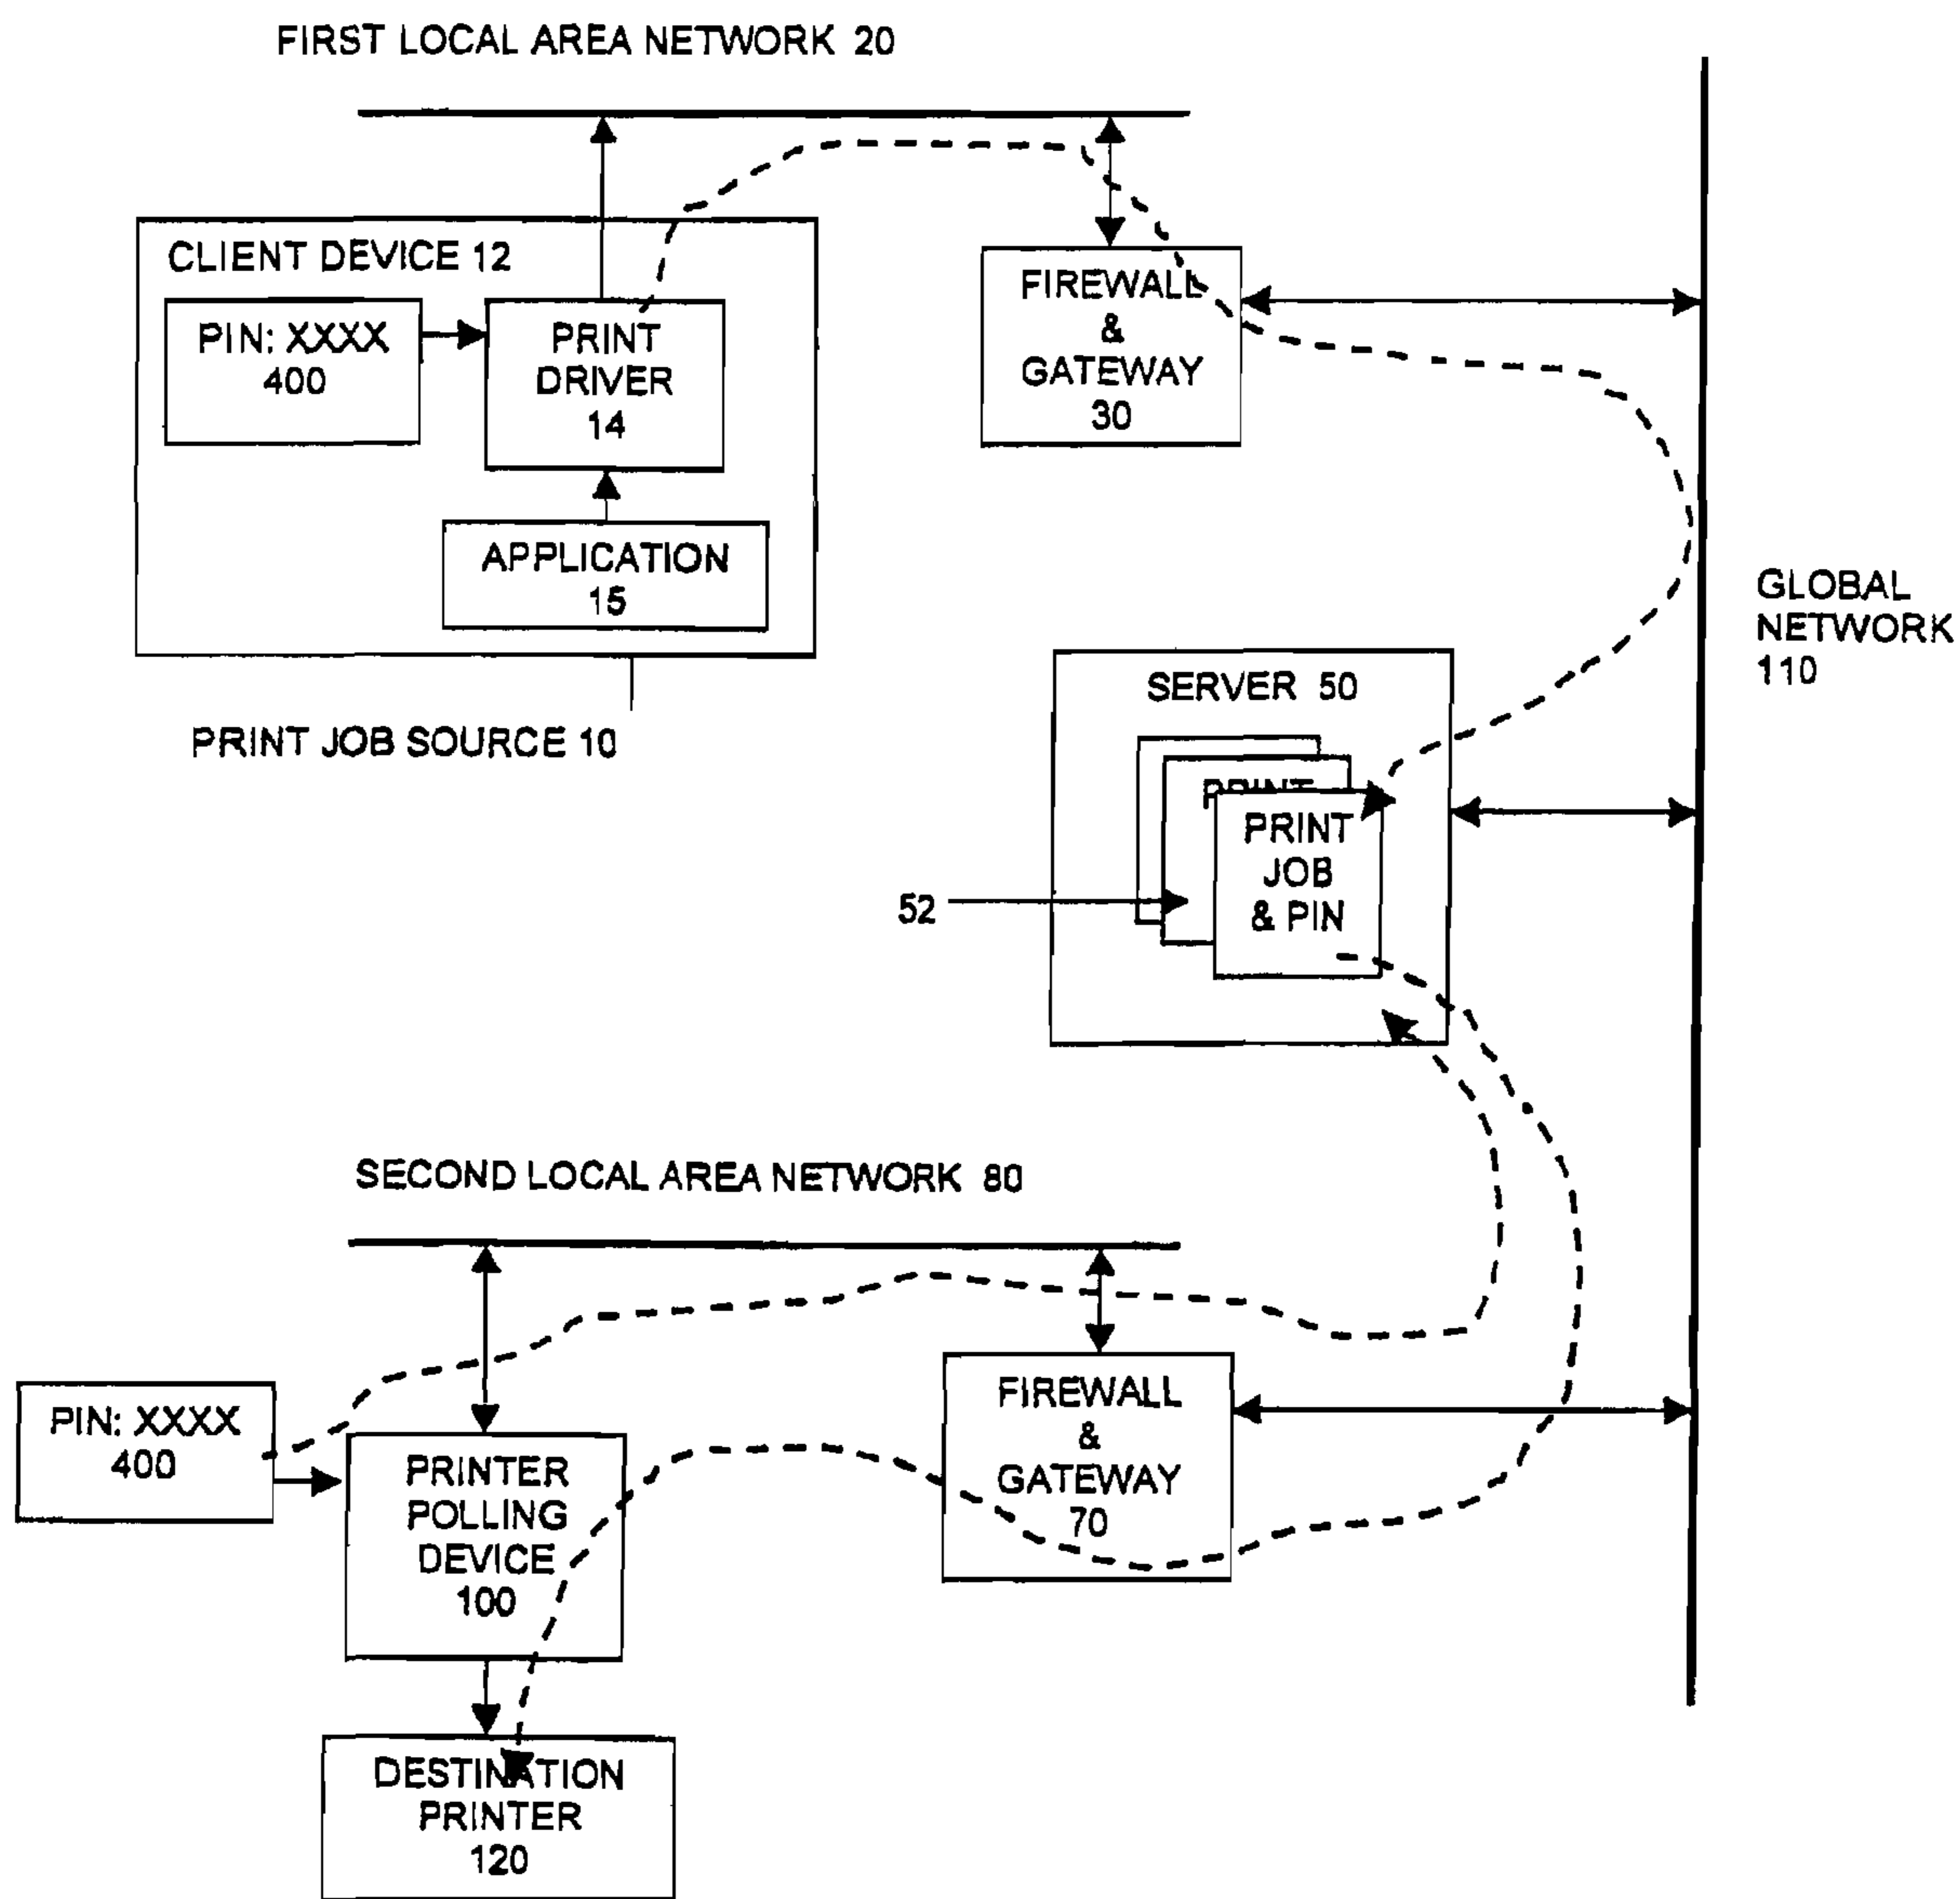 FIRST LOCAL AREA NETWORK 20
CLIENT DEVICE 12
PIN: XXXX
400
PRINT
DRIVER
14
APPLICATION
15
PRINT JOB SOURCE 10
FIREWALL
&
GATEWAY
30
GLOBAL
NETWORK
110
SERVER 50
PRINT
PRINT
JOB
& PIN
52
SECOND LOCAL AREA NETWORK 80
PIN: XXXX
400
PRINTER
POLLING
DEVICE
100
FIREWALL
&
GATEWAY
70
DESTINATION
PRINTER
120